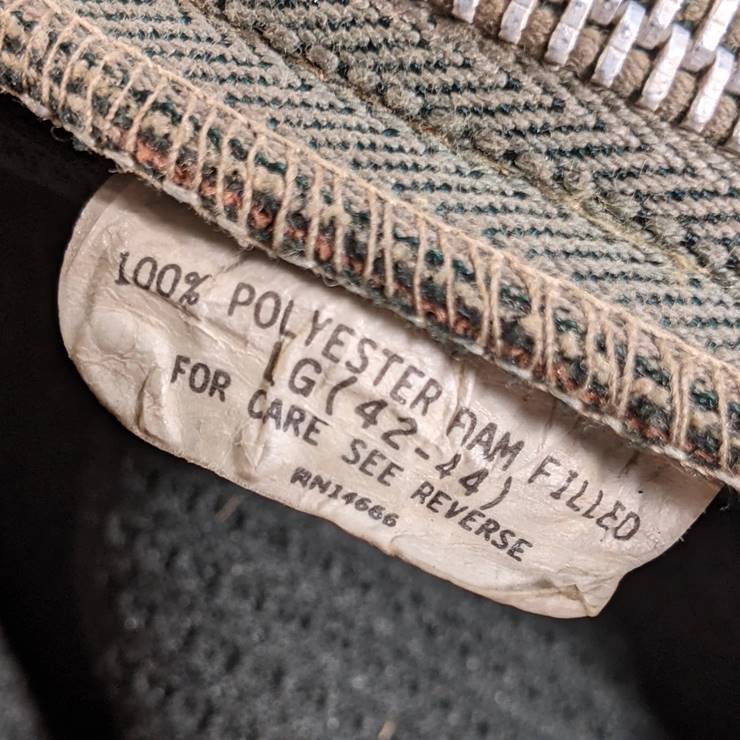 100% POLYESTER FOAM FILLED
LG(42-44)
FOR CARE SEE REVERSE
RN14666